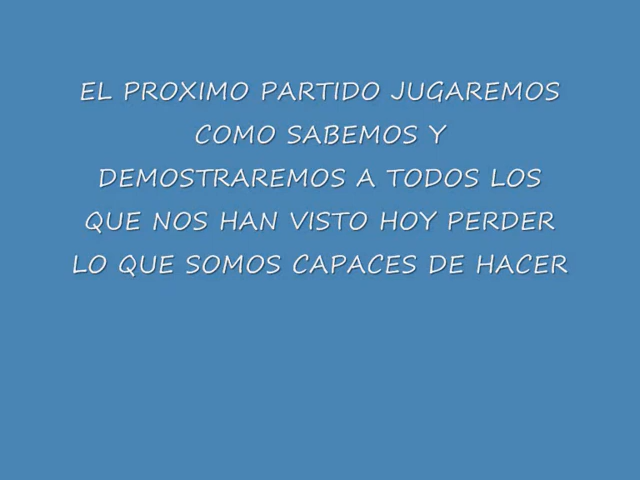 EL PROXIMO PARTIDO JUGAREMOS
COMO SABEMOS Y
DEMOSTRAREMOS A TODOS LOS
QUE NOS HAN VISTO HOY PERDER
LO QUE SOMOS CAPACES DE HACER